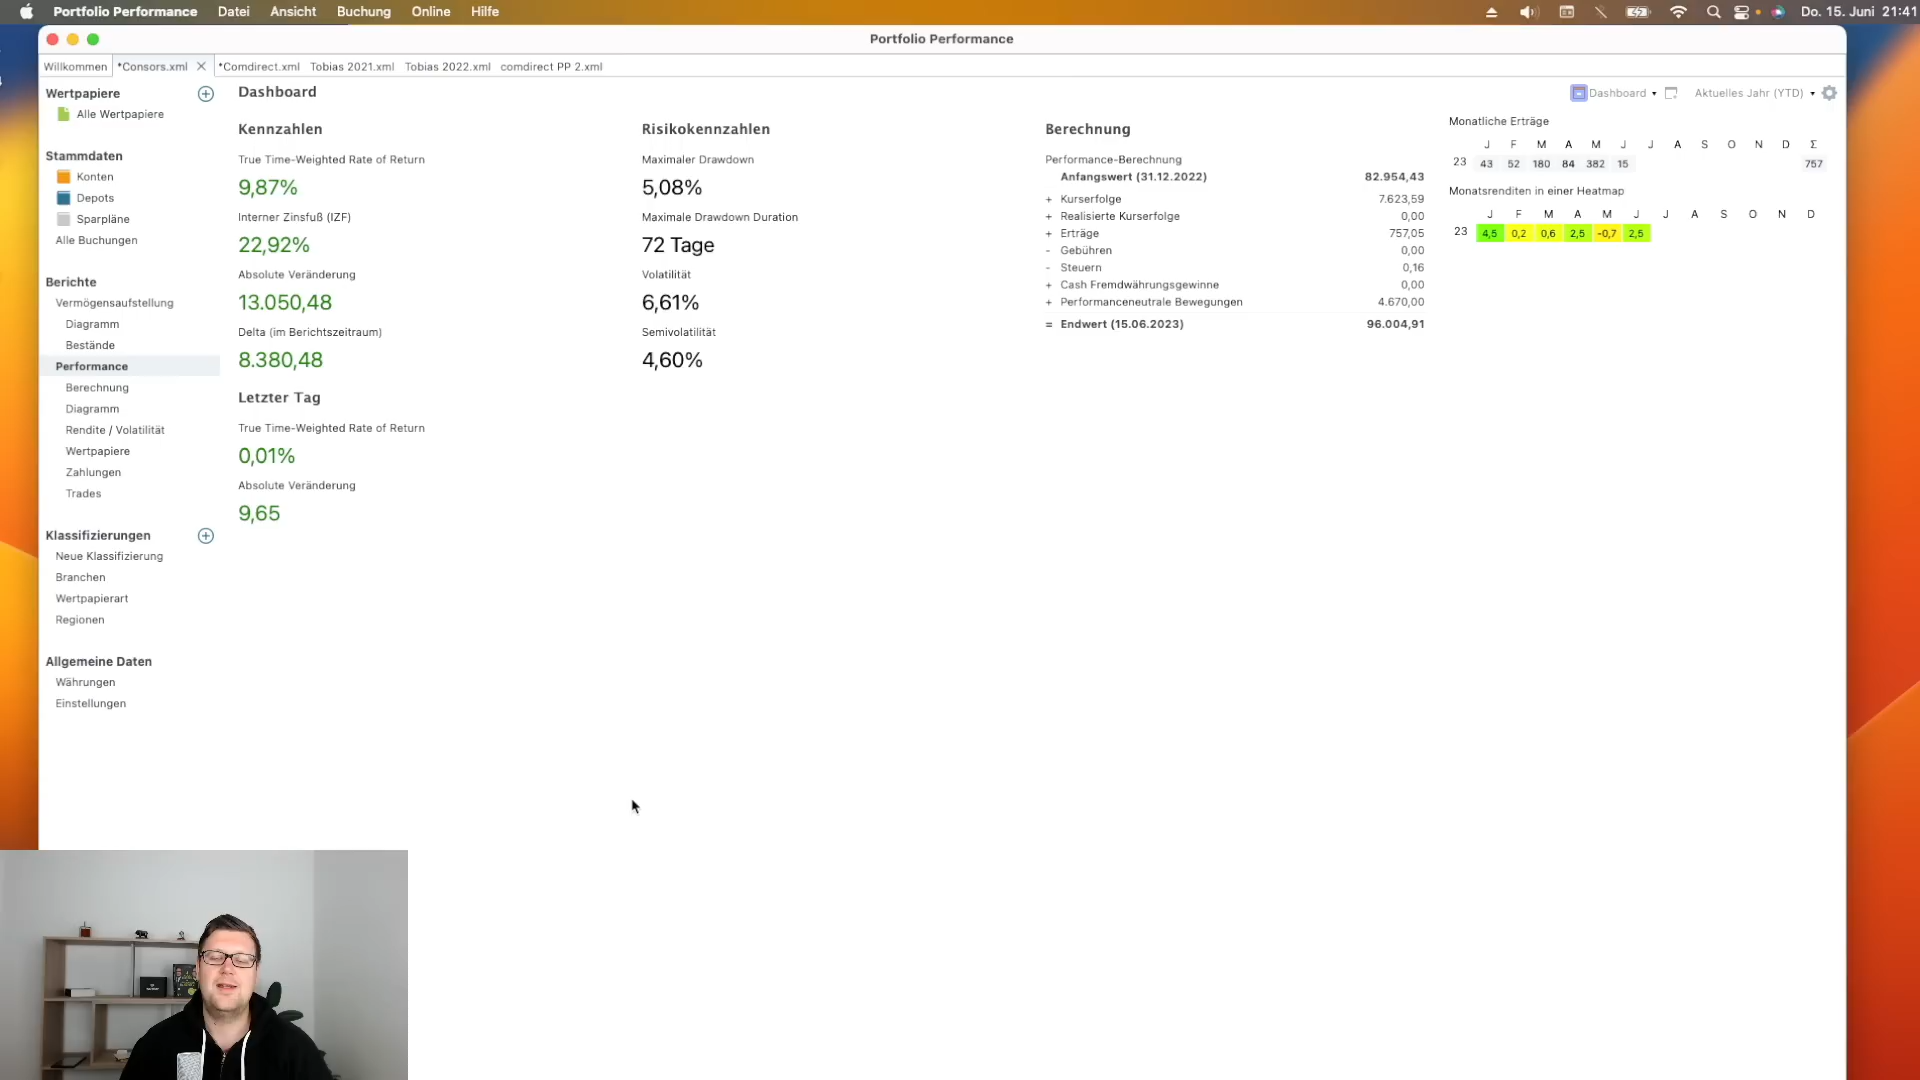 Portfolio Performance Datei Ansicht Buchung Online Hilfe Do. 15. Juni 21:41
Portfolio Performance
Willkommen *Consors.xml *Comdirect.xml Tobias 2021.xml Tobias 2022.xml comdirect PP 2.xml
Wertpapiere
Alle Wertpapiere
Stammdaten
Konten
Depots
Sparpläne
Alle Buchungen
Berichte
Vermögensaufstellung
Diagramm
Bestände
Performance
Berechnung
Diagramm
Rendite / Volatilität
Wertpapiere
Zahlungen
Trades
Klassifizierungen
Neue Klassifizierung
Branchen
Wertpapierart
Regionen
Allgemeine Daten
Währungen
Einstellungen
Dashboard
Dashboard Aktuelles Jahr (YTD)
Kennzahlen
True Time-Weighted Rate of Return
9,87%
Interner Zinsfuß (IZF)
22,92%
Absolute Veränderung
13.050,48
Delta (im Berichtszeitraum)
8.380,48
Letzter Tag
True Time-Weighted Rate of Return
0,01%
Absolute Veränderung
9,65
Risikokennzahlen
Maximaler Drawdown
5,08%
Maximale Drawdown Duration
72 Tage
Volatilität
6,61%
Semivolatilität
4,60%
Berechnung
Performance-Berechnung
Anfangswert (31.12.2022) 82.954,43
+ Kurserfolge 7.623,59
+ Realisierte Kurserfolge 0,00
+ Erträge 757,05
- Gebühren 0,00
- Steuern 0,16
+ Cash Fremdwährungsgewinne 0,00
+ Performanceneutrale Bewegungen 4.670,00
= Endwert (15.06.2023) 96.004,91
Monatliche Erträge
J F M A M J J A S O N D Σ
23 43 52 180 84 382 15 757
Monatsrenditen in einer Heatmap
J F M A M J J A S O N D
23 4,5 0,2 0,6 2,5 -0,7 2,5